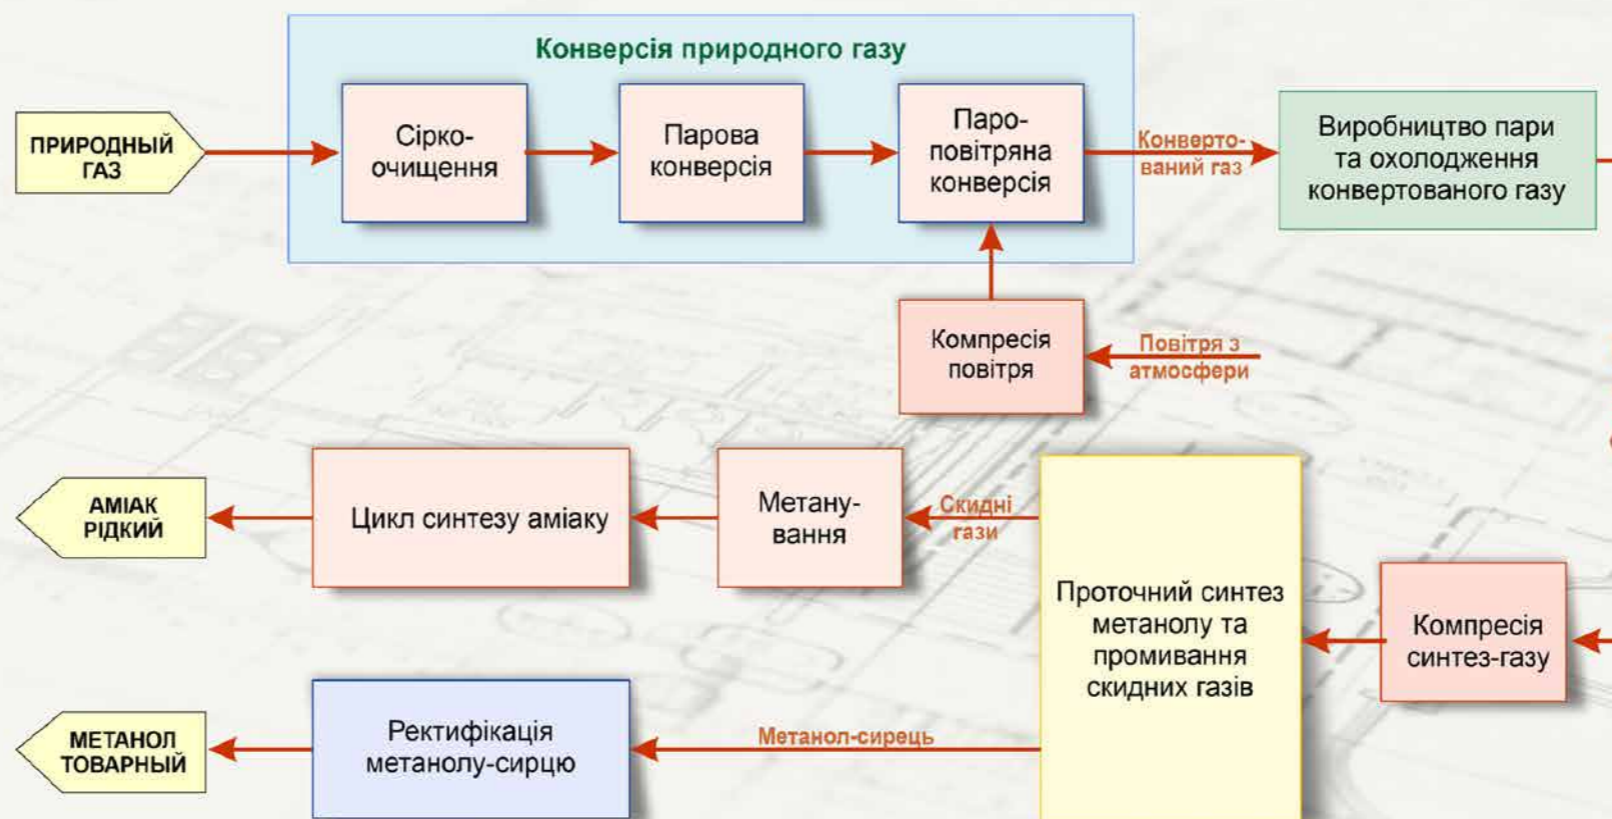 Конверсія природного газу
ПРИРОДНЫЙ
ГАЗ
Сірко-
очищення
Парова
конверсія
Паро-
повітряна
конверсія
Конверто-
ваний газ
Виробництво пари
та охолодження
конвертованого газу
Компресія
повітря
Повітря з
атмосфери
АМІАК
РІДКИЙ
Цикл синтезу аміаку
Метану-
вання
Скидні
гази
Проточний синтез
метанолу та
промивання
скидних газів
Компресія
синтез-газу
МЕТАНОЛ
ТОВАРНЫЙ
Ректифікація
метанолу-сирцю
Метанол-сирець